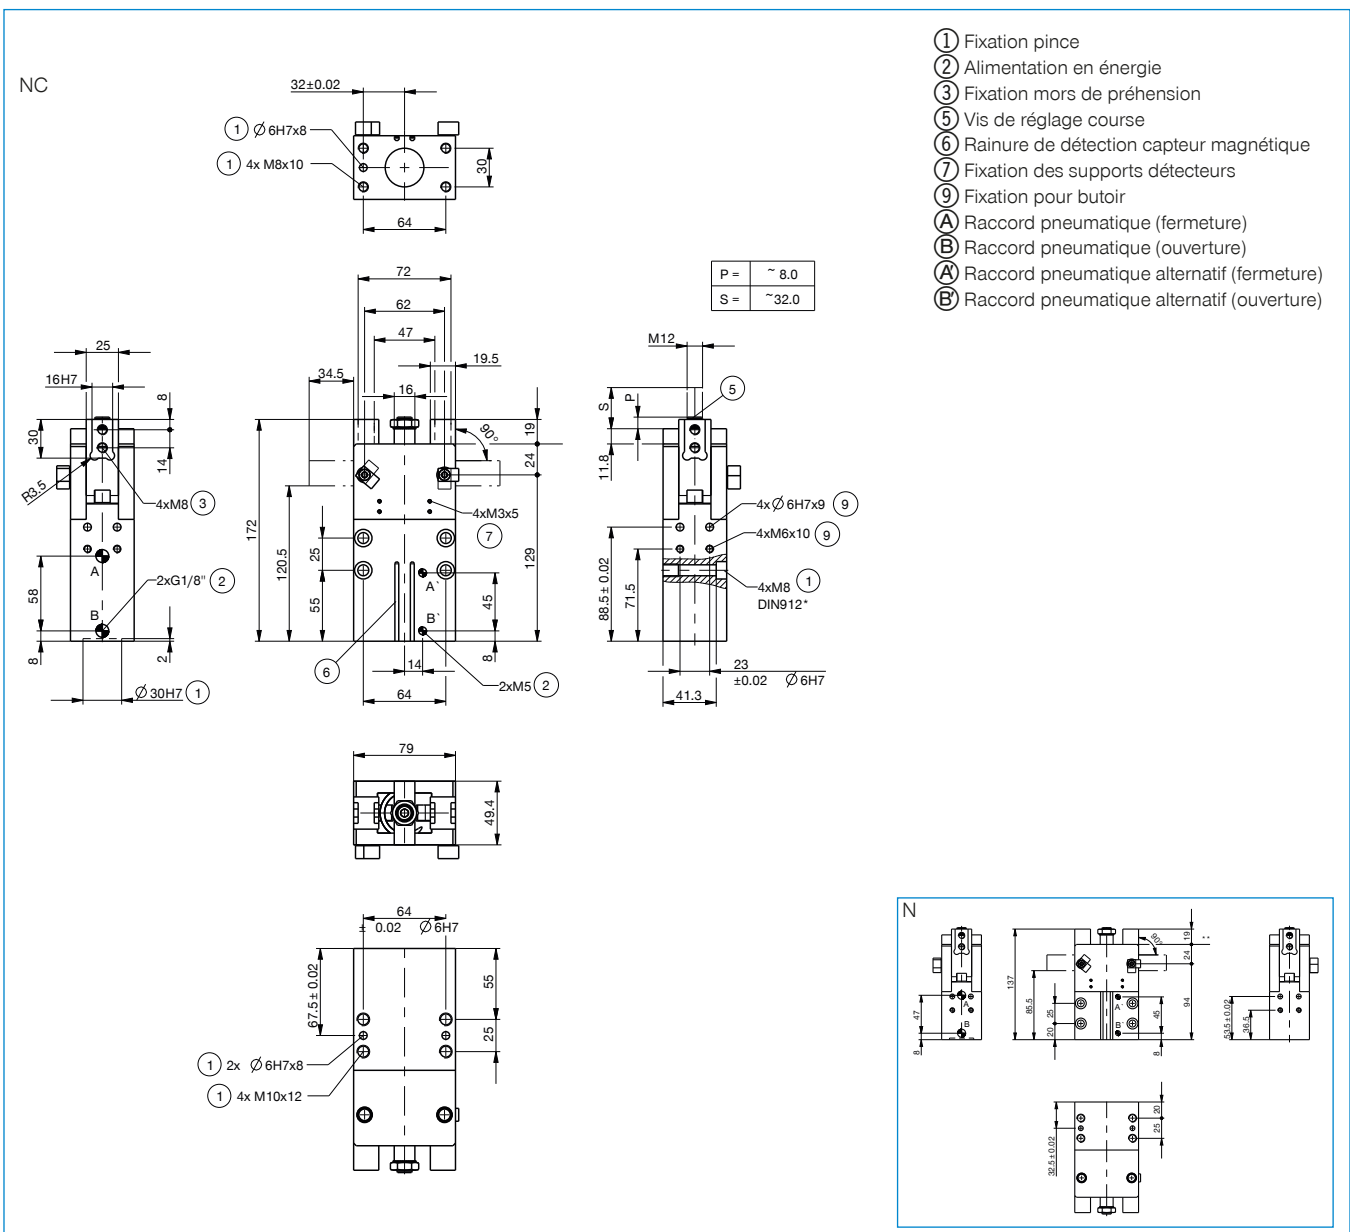 NC
① Fixation pince
② Alimentation en énergie
③ Fixation mors de préhension
⑤ Vis de réglage course
⑥ Rainure de détection capteur magnétique
⑦ Fixation des supports détecteurs
⑨ Fixation pour butoir
Ⓐ Raccord pneumatique (fermeture)
Ⓑ Raccord pneumatique (ouverture)
A' Raccord pneumatique alternatif (fermeture)
B' Raccord pneumatique alternatif (ouverture)
32±0.02
① Ø 6H7x8
① 4x M8x10
30
64
P = ~ 8.0
S = ~32.0
25
16H7
8
30
14
R3.5
4xM8 ③
A
58
2xG1/8" ②
B
8
2
Ø 30H7 ①
72
62
47
19.5
34.5
16
90°
19
24
4xM3x5
⑦
172
120.5
25
55
129
A`
45
B`
8
14
⑥
2xM5 ②
64
M12
⑤
S
P
11.8
4x Ø 6H7x9 ⑨
4xM6x10 ⑨
4xM8 ①
DIN912*
88.5± 0.02
71.5
23
±0.02 Ø 6H7
41.3
79
49.4
64
± 0.02 Ø 6H7
67.5± 0.02
55
25
① 2x Ø 6H7x8
① 4x M10x12
N
47
8
A
B
137
85.5
25
20
90°
19
24
94
A`
B`
45
8
53.5± 0.02
36.5
32.5± 0.02
20
25